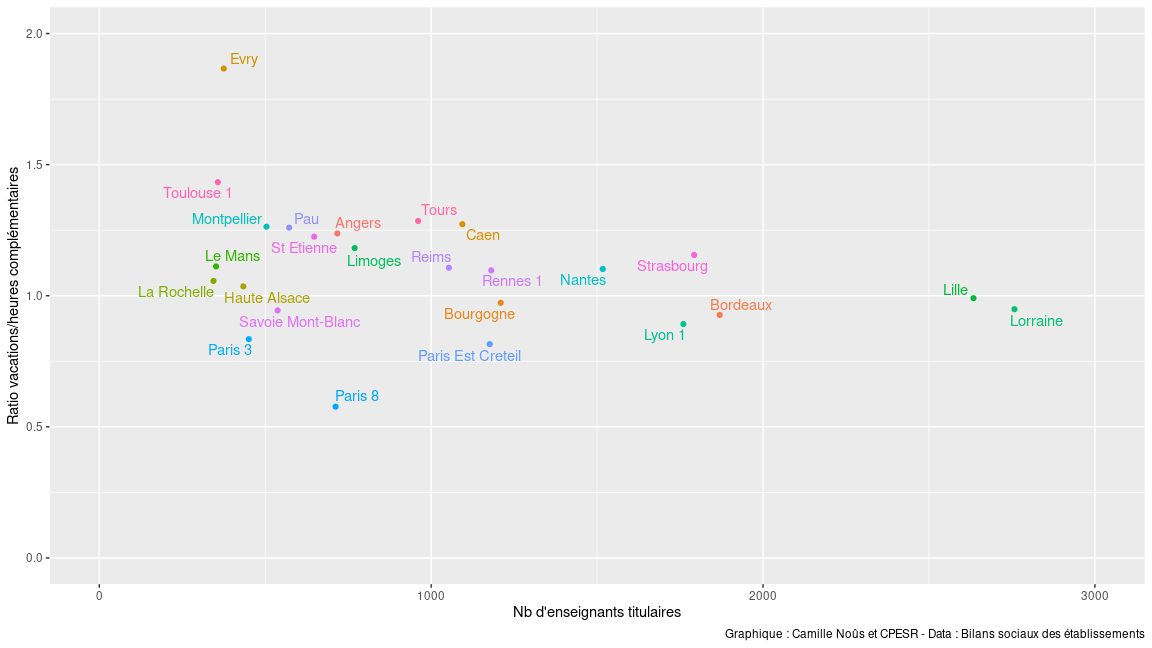 2.0
Evry
1.5
Toulouse 1
Tours
Montpellier
Pau
Angers
Caen
St Etienne
Le Mans
Limoges
Reims
Strasbourg
Rennes 1
Nantes
La Rochelle
Haute Alsace
Lille
1.0
Bordeaux
Bourgogne
Savoie Mont-Blanc
Lorraine
Lyon 1
Paris 3
Paris Est Creteil
Paris 8
0.5
0.0
Ratio vacations/heures complémentaires
0
1000
2000
3000
Nb d'enseignants titulaires
Graphique : Camille Noûs et CPESR - Data : Bilans sociaux des établissements